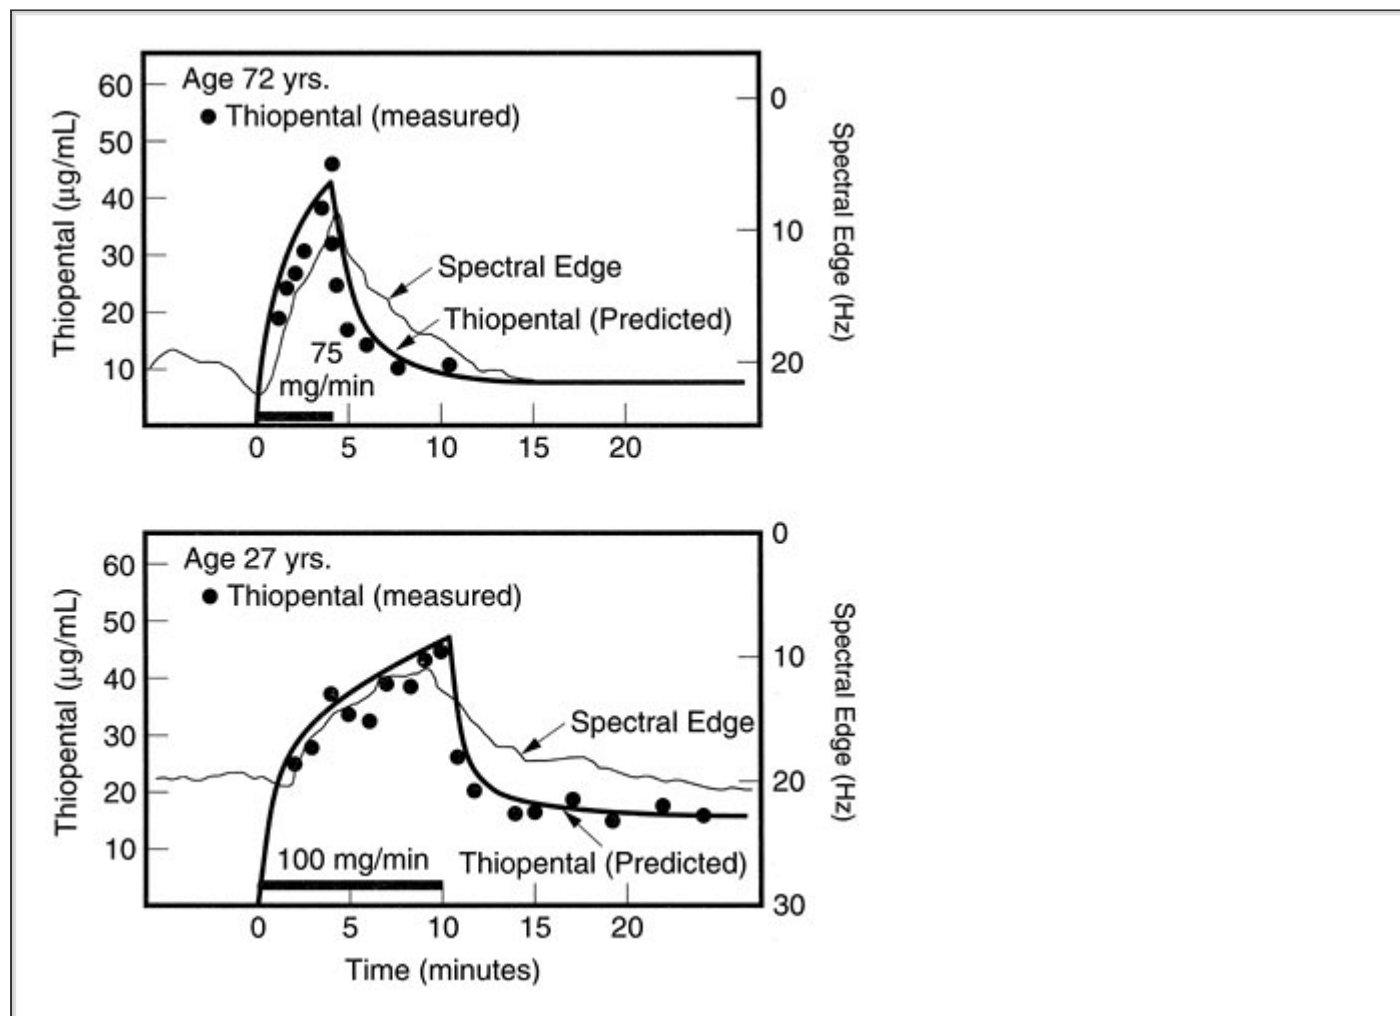 Age 72 yrs.
● Thiopental (measured)
Thiopental (μg/mL)
60
50
40
30
20
10
0
10
20
Spectral Edge (Hz)
Spectral Edge
Thiopental (Predicted)
75
mg/min
0 5 10 15 20
Age 27 yrs.
● Thiopental (measured)
Thiopental (μg/mL)
60
50
40
30
20
10
0
10
20
30
Spectral Edge (Hz)
Spectral Edge
100 mg/min
Thiopental (Predicted)
0 5 10 15 20
Time (minutes)